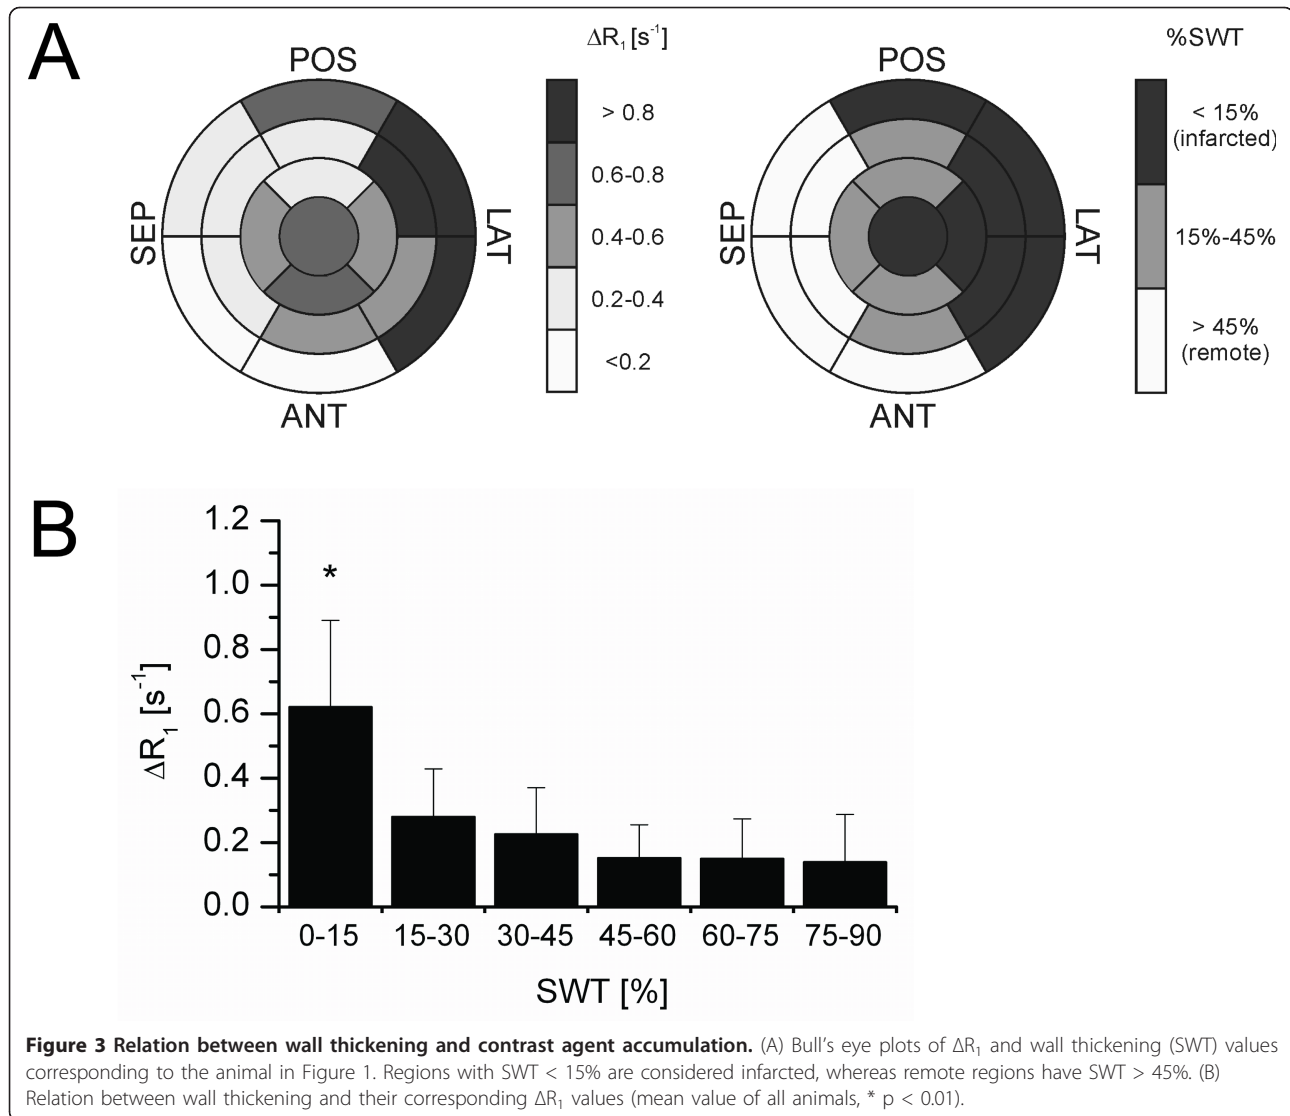 A
POS
SEP
LAT
ANT
ΔR₁ [s⁻¹]
> 0.8
0.6-0.8
0.4-0.6
0.2-0.4
<0.2
POS
SEP
LAT
ANT
%SWT
< 15%
(infarcted)
15%-45%
> 45%
(remote)
B
1.2
1.0
0.8
0.6
0.4
0.2
0.0
ΔR₁ [s⁻¹]
*
0-15 15-30 30-45 45-60 60-75 75-90
SWT [%]
Figure 3 Relation between wall thickening and contrast agent accumulation. (A) Bull's eye plots of ΔR₁ and wall thickening (SWT) values
corresponding to the animal in Figure 1. Regions with SWT < 15% are considered infarcted, whereas remote regions have SWT > 45%. (B)
Relation between wall thickening and their corresponding ΔR₁ values (mean value of all animals, * p < 0.01).